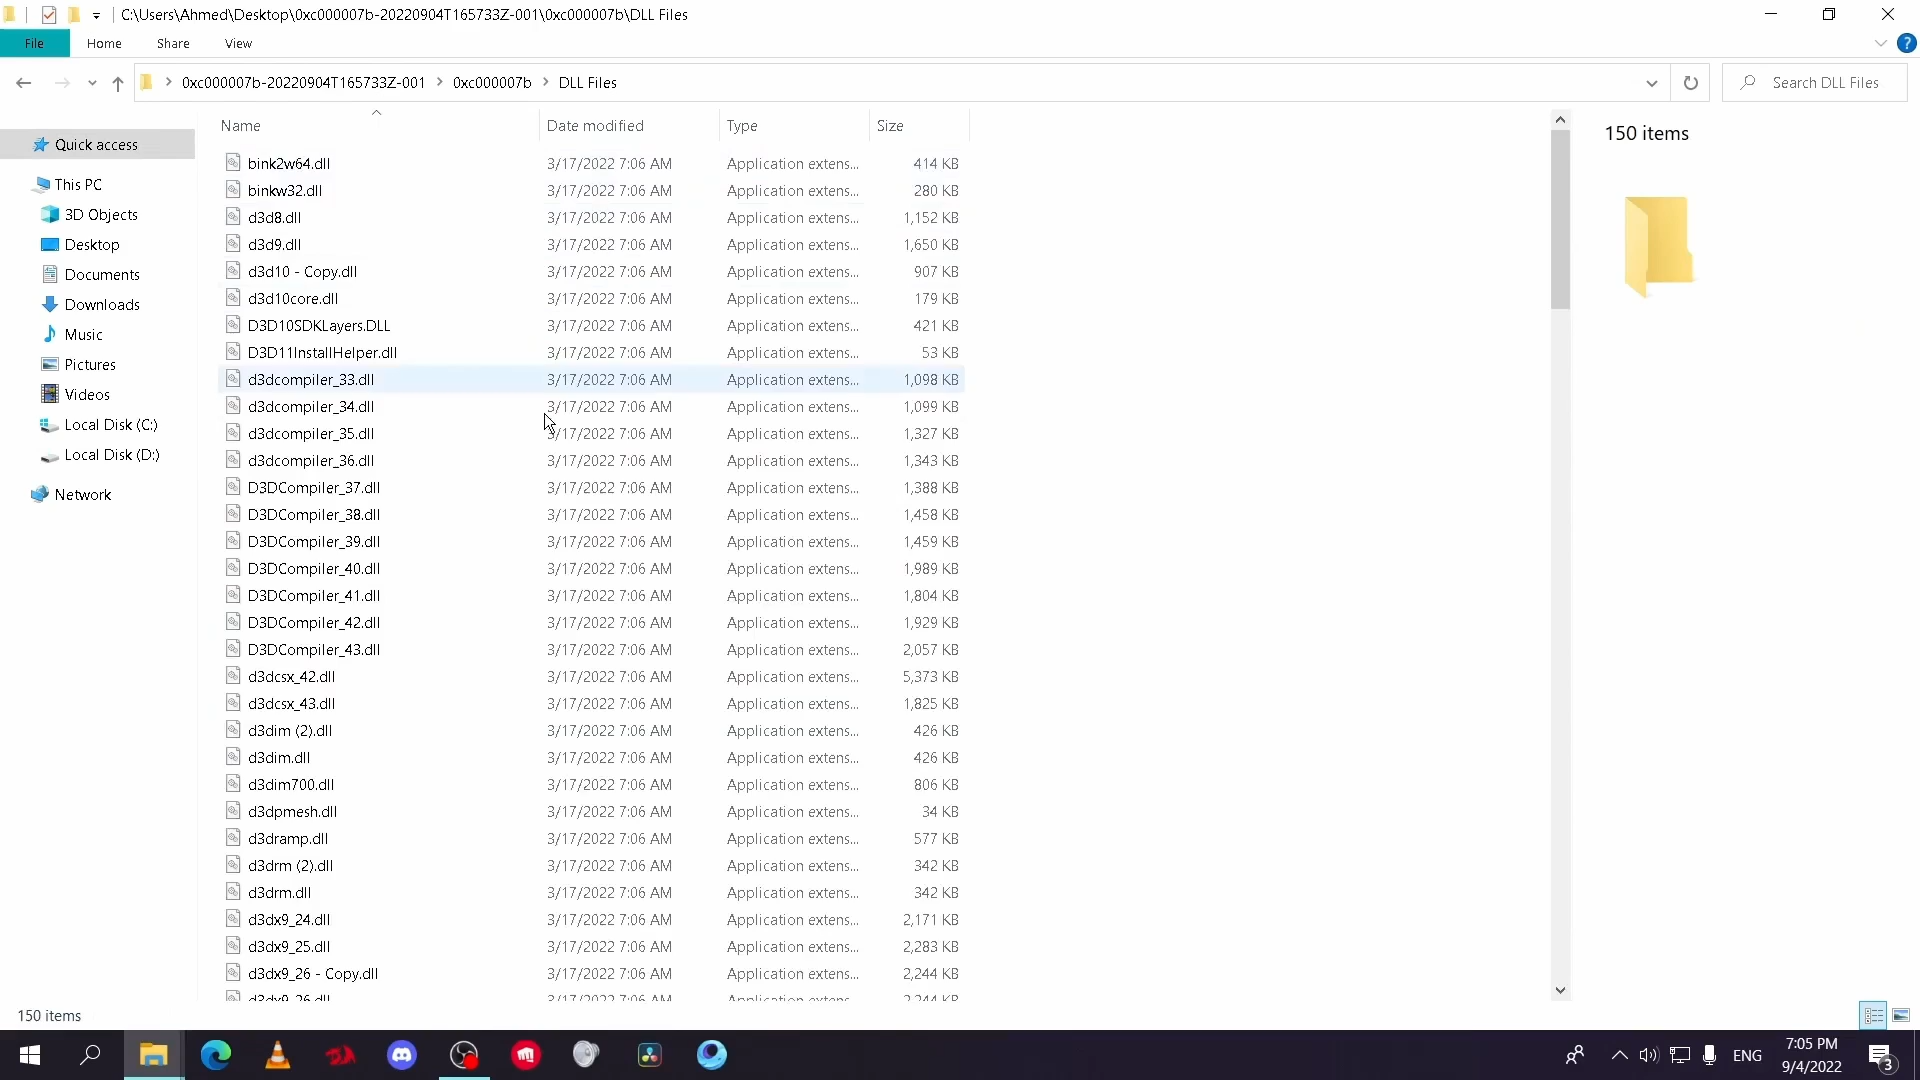 C:\Users\Ahmed\Desktop\0xc000007b-20220904T165733Z-001\0xc000007b\DLL Files
File Home Share View ?
0xc000007b-20220904T165733Z-001 0xc000007b DLL Files Search DLL Files
Name Date modified Type Size
150 items
Quick access
This PC
3D Objects
Desktop
Documents
Downloads
Music
Pictures
Videos
Local Disk (C:)
Local Disk (D:)
Network
bink2w64.dll 3/17/2022 7:06 AM Application extens... 414 KB
binkw32.dll 3/17/2022 7:06 AM Application extens... 280 KB
d3d8.dll 3/17/2022 7:06 AM Application extens... 1,152 KB
d3d9.dll 3/17/2022 7:06 AM Application extens... 1,650 KB
d3d10 - Copy.dll 3/17/2022 7:06 AM Application extens... 907 KB
d3d10core.dll 3/17/2022 7:06 AM Application extens... 179 KB
D3D10SDKLayers.DLL 3/17/2022 7:06 AM Application extens... 421 KB
D3D11InstallHelper.dll 3/17/2022 7:06 AM Application extens... 53 KB
d3dcompiler_33.dll 3/17/2022 7:06 AM Application extens... 1,098 KB
d3dcompiler_34.dll 3/17/2022 7:06 AM Application extens... 1,099 KB
d3dcompiler_35.dll 3/17/2022 7:06 AM Application extens... 1,327 KB
d3dcompiler_36.dll 3/17/2022 7:06 AM Application extens... 1,343 KB
D3DCompiler_37.dll 3/17/2022 7:06 AM Application extens... 1,388 KB
D3DCompiler_38.dll 3/17/2022 7:06 AM Application extens... 1,458 KB
D3DCompiler_39.dll 3/17/2022 7:06 AM Application extens... 1,459 KB
D3DCompiler_40.dll 3/17/2022 7:06 AM Application extens... 1,989 KB
D3DCompiler_41.dll 3/17/2022 7:06 AM Application extens... 1,804 KB
D3DCompiler_42.dll 3/17/2022 7:06 AM Application extens... 1,929 KB
D3DCompiler_43.dll 3/17/2022 7:06 AM Application extens... 2,057 KB
d3dcsx_42.dll 3/17/2022 7:06 AM Application extens... 5,373 KB
d3dcsx_43.dll 3/17/2022 7:06 AM Application extens... 1,825 KB
d3dim (2).dll 3/17/2022 7:06 AM Application extens... 426 KB
d3dim.dll 3/17/2022 7:06 AM Application extens... 426 KB
d3dim700.dll 3/17/2022 7:06 AM Application extens... 806 KB
d3dpmesh.dll 3/17/2022 7:06 AM Application extens... 34 KB
d3dramp.dll 3/17/2022 7:06 AM Application extens... 577 KB
d3drm (2).dll 3/17/2022 7:06 AM Application extens... 342 KB
d3drm.dll 3/17/2022 7:06 AM Application extens... 342 KB
d3dx9_24.dll 3/17/2022 7:06 AM Application extens... 2,171 KB
d3dx9_25.dll 3/17/2022 7:06 AM Application extens... 2,283 KB
d3dx9_26 - Copy.dll 3/17/2022 7:06 AM Application extens... 2,244 KB
d3dx9_26.dll 3/17/2022 7:06 AM Application extens... 2,244 KB
150 items
ENG
7:05 PM
9/4/2022
3